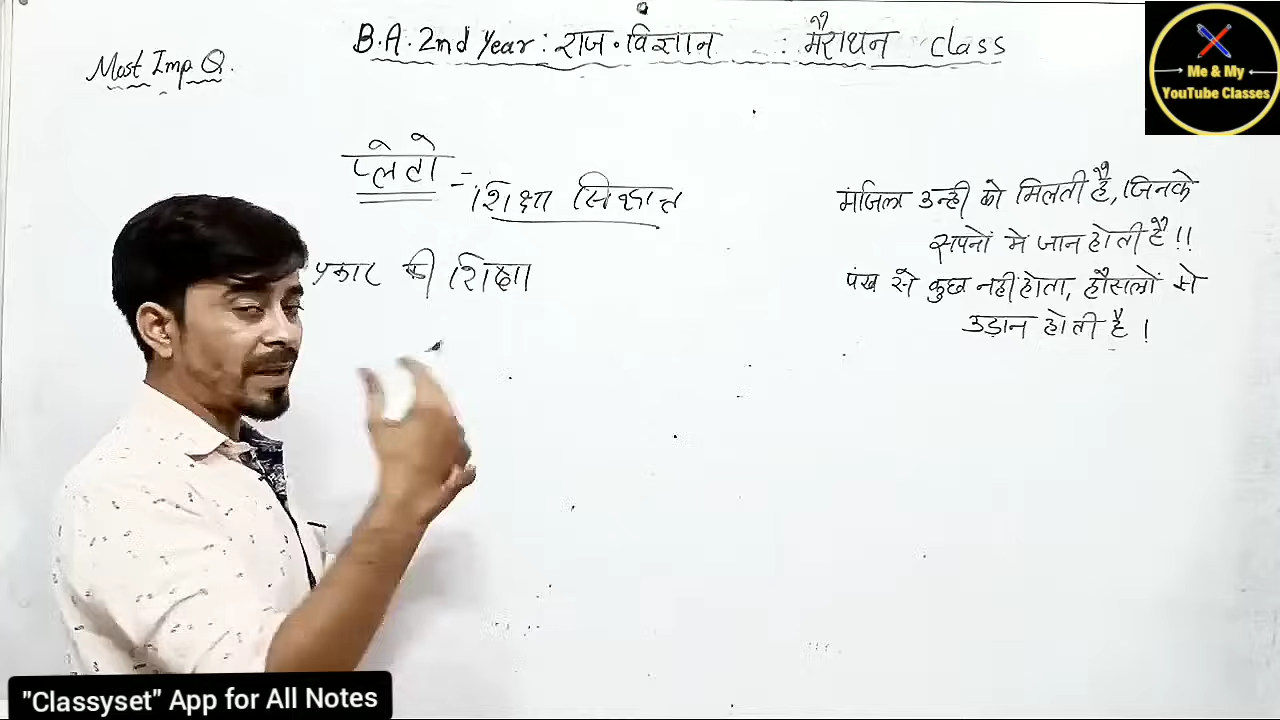 B.A. 2nd Year : राज. विज्ञान : मैराथन class
Most Imp Q.
Me & My
YouTube Classes
प्लेटो = शिक्षा सिद्धान्त
प्रकार की शिक्षा
मंजिल उन्ही को मिलती है, जिनके
सपनों मे जान होती है !!
पंख से कुछ नहीं होता, हौसलों से
उड़ान होती है ।
"Classyset" App for All Notes